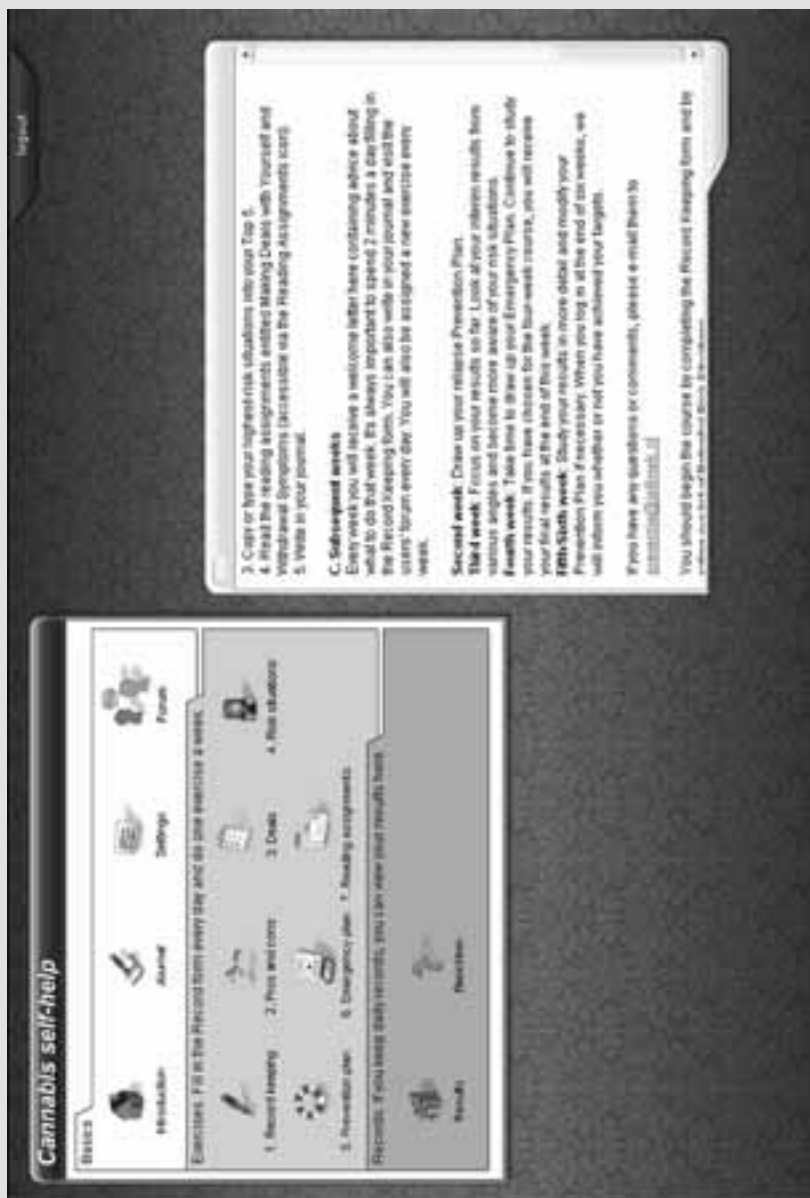 logout
Cannabis self-help
Basics
Introduction
Journal
Settings
Forum
Exercises. Fill in the Record form every day and do one exercise a week.
1. Record keeping
2. Pros and cons
3. Deals
4. Risk situations
5. Prevention plan
6. Emergency plan
7. Reading assignments
Records. If you keep daily records, you can view your results here.
Results
3. Copy or type your highest-risk situations into your Top 5.
4. Read the reading assignments entitled Making Deals with Yourself and
Withdrawal Symptoms (accessible via the Reading Assignments icon).
5. Write in your journal.
C. Subsequent weeks
Every week you will receive a welcome letter here containing advice about
what to do that week. It's always important to spend 2 minutes a day filling in
the Record Keeping form. You can also write in your journal and visit the
users' forum every day. You will also be assigned a new exercise every
week.
Second week: Draw up your relapse Prevention Plan.
Third week: Focus on your results so far. Look at your interim results from
various angles and become more aware of your risk situations.
Fourth week: Take time to draw up your Emergency Plan. Continue to study
your results. If you have chosen for the four-week course, you will receive
your final results at the end of this week.
Fifth/Sixth week: Study your results in more detail and modify your
Prevention Plan if necessary. When you log in at the end of six weeks, we
will inform you whether or not you have achieved your targets.
If you have any questions or comments, please e-mail them to
You should begin the course by completing the Record Keeping form and by